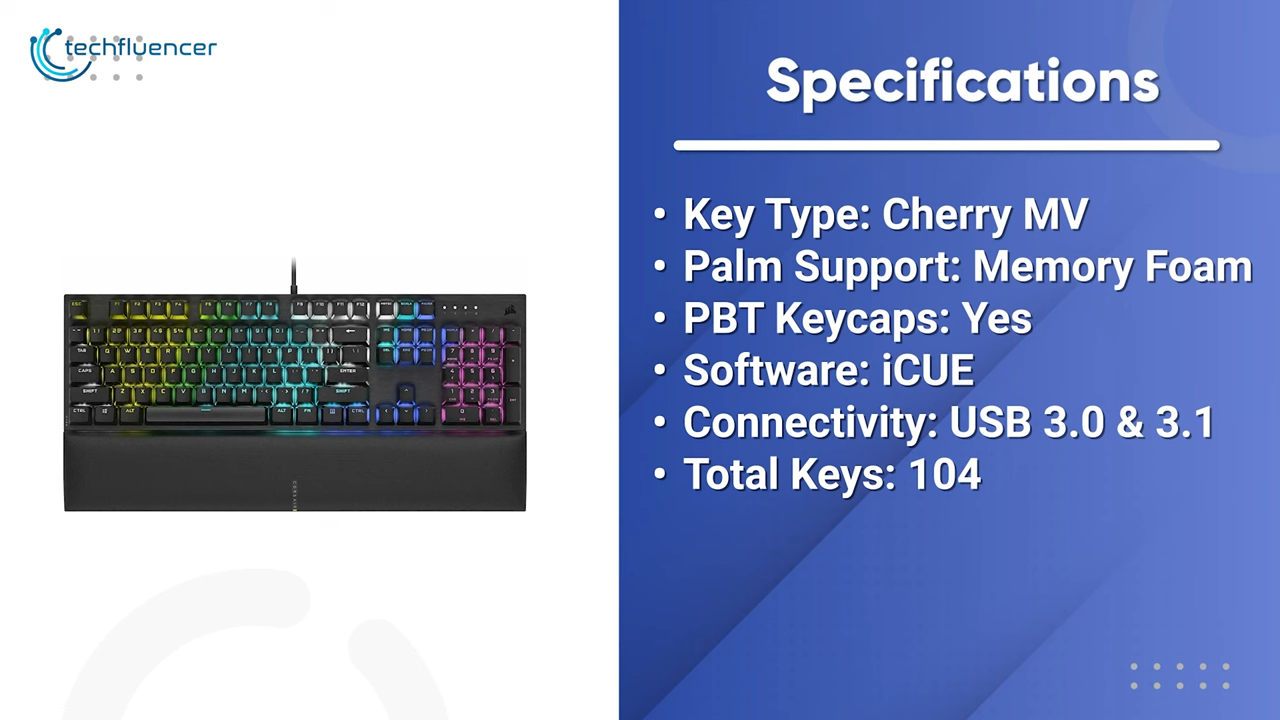 techfluencer
Specifications
• Key Type: Cherry MV
• Palm Support: Memory Foam
• PBT Keycaps: Yes
• Software: iCUE
• Connectivity: USB 3.0 & 3.1
• Total Keys: 104